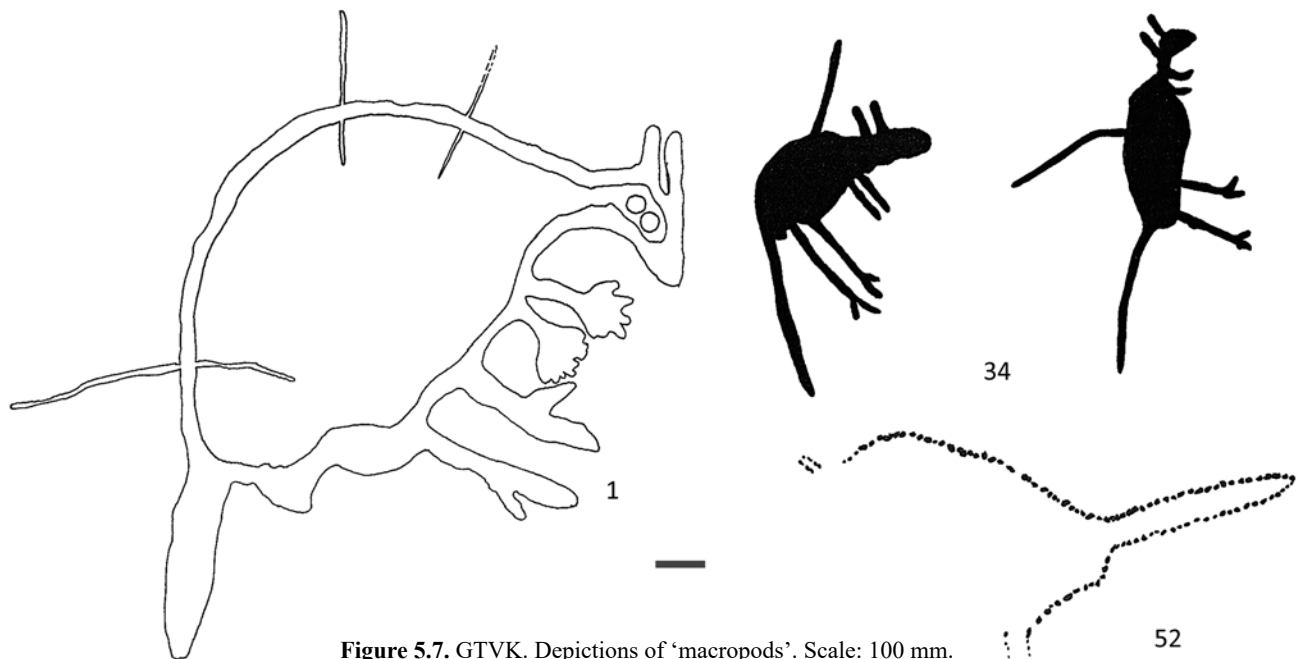 34
1
52
Figure 5.7. GTVK. Depictions of ‘macropods’. Scale: 100 mm.